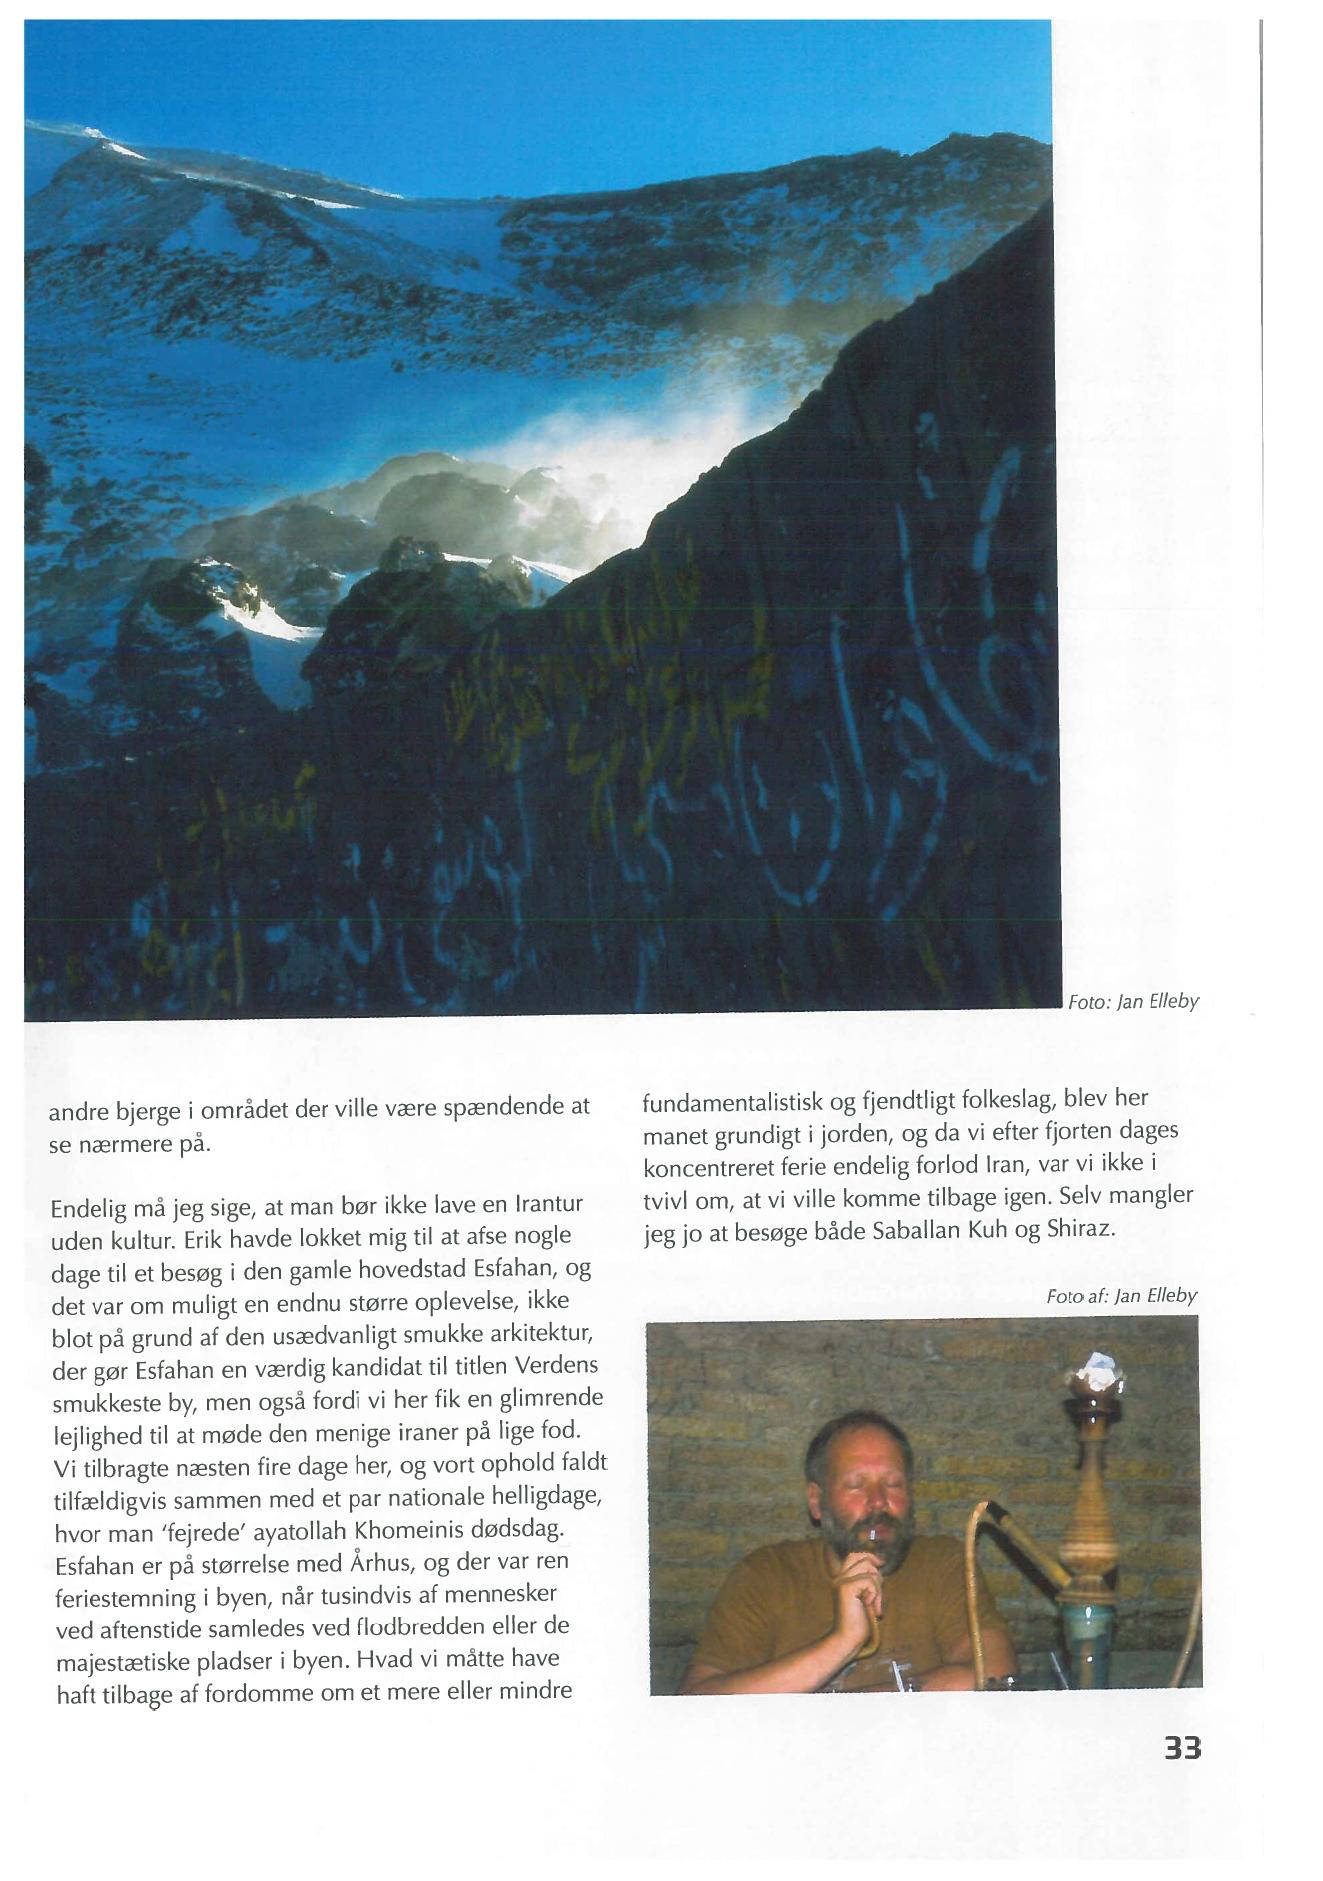 Foto: Jan Elleby
andre bjerge i området der ville være spændende at
se nærmere på.
Endelig må jeg sige, at man bør ikke lave en Irantur
uden kultur. Erik havde lokket mig til at afse nogle
dage til et besøg i den gamle hovedstad Esfahan, og
det var om muligt en endnu større oplevelse, ikke
blot på grund af den usædvanligt smukke arkitektur,
der gør Esfahan en værdig kandidat til titlen Verdens
smukkeste by, men også fordi vi her fik en glimrende
lejlighed til at møde den menige iraner på lige fod.
Vi tilbragte næsten fire dage her, og vort ophold faldt
tilfældigvis sammen med et par nationale helligdage,
hvor man ‘fejrede’ ayatollah Khomeinis dødsdag.
Esfahan er på størrelse med Århus, og der var ren
feriestemning i byen, når tusindvis af mennesker
ved aftenstide samledes ved flodbredden eller de
majestætiske pladser i byen. Hvad vi måtte have
haft tilbage af fordomme om et mere eller mindre
fundamentalistisk og fjendtligt folkeslag, blev her
manet grundigt i jorden, og da vi efter fjorten dages
koncentreret ferie endelig forlod Iran, var vi ikke i
tvivl om, at vi ville komme tilbage igen. Selv mangler
jeg jo at besøge både Saballan Kuh og Shiraz.
Foto af: Jan Elleby
33